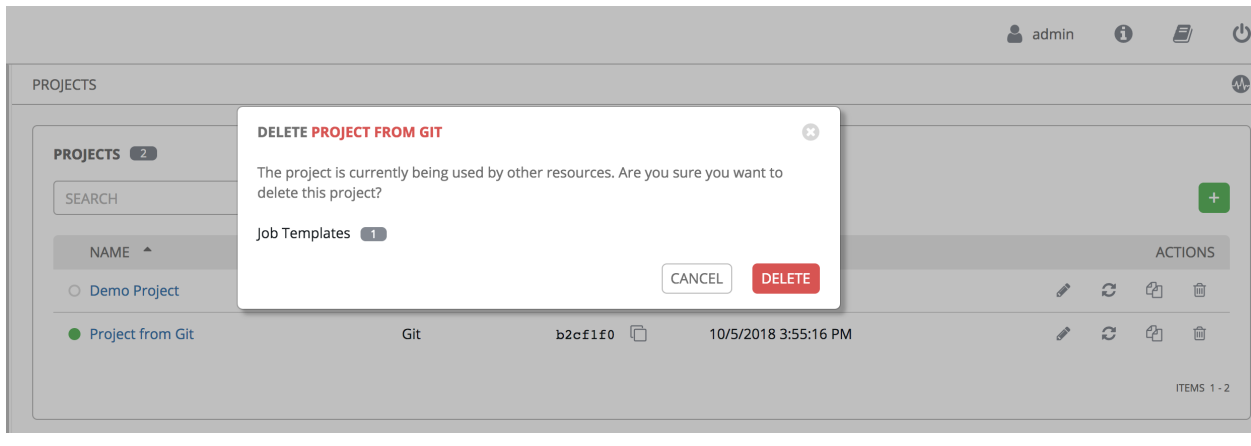 admin
PROJECTS
DELETE PROJECT FROM GIT
The project is currently being used by other resources. Are you sure you want to
delete this project?
Job Templates 1
CANCEL DELETE
PROJECTS 2
SEARCH
+
NAME ACTIONS
Demo Project
Project from Git Git b2cf1f0 10/5/2018 3:55:16 PM
ITEMS 1 - 2